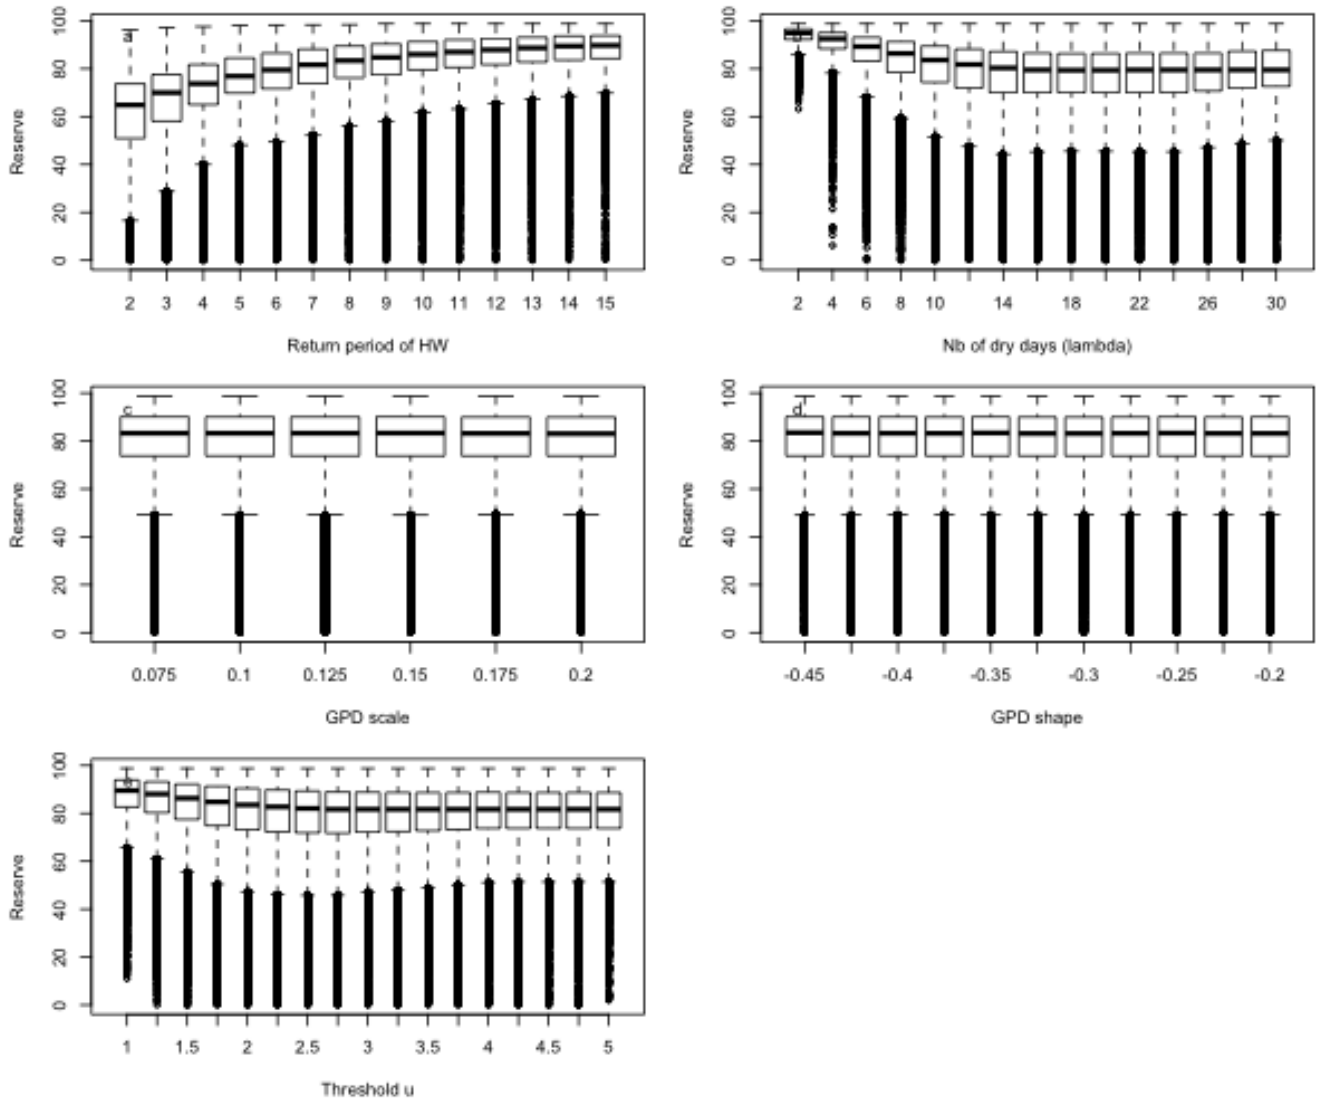 a
Reserve
0 20 40 60 80 100
2 3 4 5 6 7 8 9 10 11 12 13 14 15
Return period of HW
b
Reserve
0 20 40 60 80 100
2 4 6 8 10 14 18 22 26 30
Nb of dry days (lambda)
c
Reserve
0 20 40 60 80 100
0.075 0.1 0.125 0.15 0.175 0.2
GPD scale
d
Reserve
0 20 40 60 80 100
-0.45 -0.4 -0.35 -0.3 -0.25 -0.2
GPD shape
e
Reserve
0 20 40 60 80 100
1 1.5 2 2.5 3 3.5 4 4.5 5
Threshold u